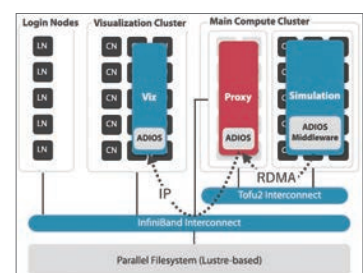 Login Nodes
Visualization Cluster
Main Compute Cluster
LN
LN
LN
LN
LN
CN
CN
CN
CN
CN
Viz
ADIOS
Proxy
ADIOS
Simulation
ADIOS
Middleware
IP
RDMA
Tofu2 Interconnect
InfiniBand Interconnect
Parallel Filesystem (Lustre-based)